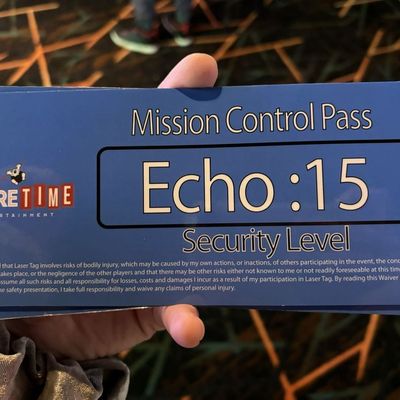 Mission Control Pass
Echo :15
RETIME
RTAINMENT
Security Level
d that Laser Tag involves risks of bodily injury, which may be caused by my own actions, or inactions, of others participating in the event, the cond
akes place, or the negligence of the other players and that there may be other risks either not known to me or not readily foreseeable at this time
ssume all such risks and all responsibility for losses, costs and damages I incur as a result of my participation in Laser Tag. By reading this Waiver
he safety presentation, I take full responsibility and waive any claims of personal injury.